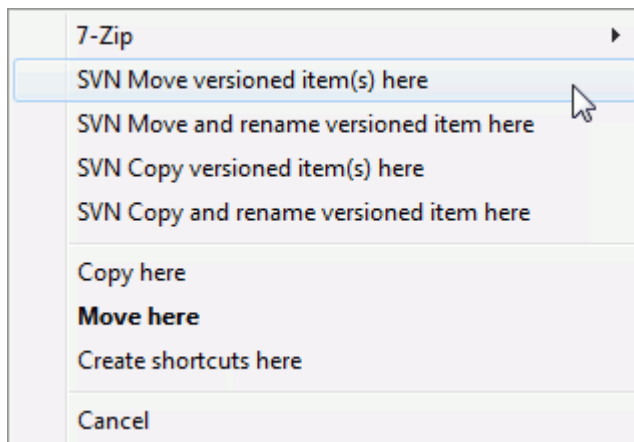 7-Zip
SVN Move versioned item(s) here
SVN Move and rename versioned item here
SVN Copy versioned item(s) here
SVN Copy and rename versioned item here
Copy here
Move here
Create shortcuts here
Cancel